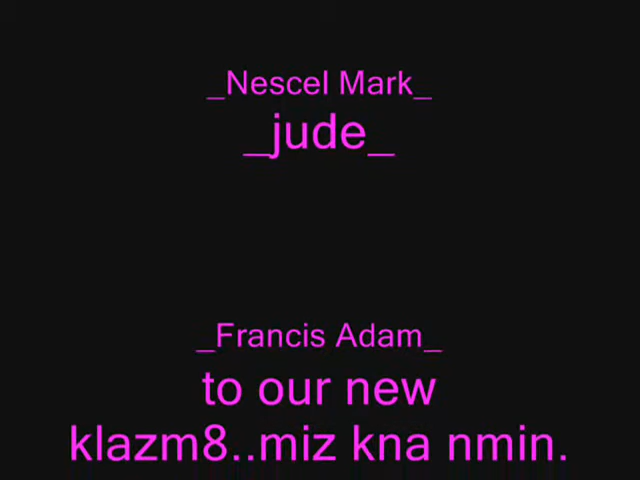 _Nescel Mark_
_jude_
_Francis Adam_
to our new
klazm8..miz kna nmin.